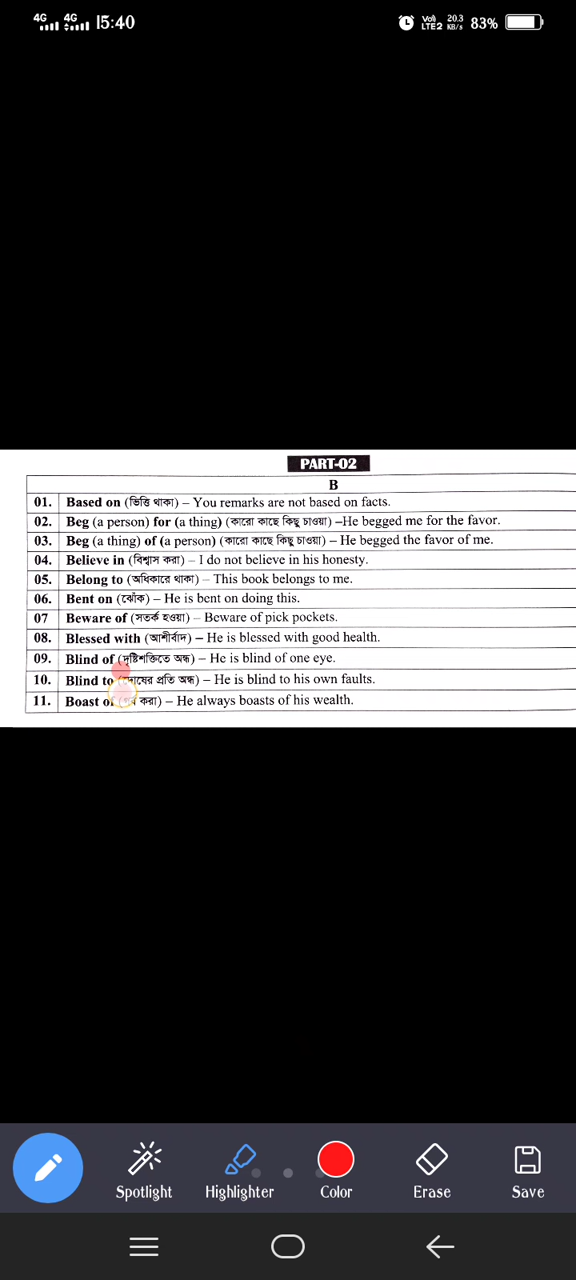 4G 4G 15:40 VoD LTE2 20.3 KB/s 83%
PART-02
B
01. Based on (ভিত্তি থাকা) – You remarks are not based on facts.
02. Beg (a person) for (a thing) (কারো কাছে কিছু চাওয়া) –He begged me for the favor.
03. Beg (a thing) of (a person) (কারো কাছে কিছু চাওয়া) – He begged the favor of me.
04. Believe in (বিশ্বাস করা) – I do not believe in his honesty.
05. Belong to (অধিকারে থাকা) – This book belongs to me.
06. Bent on (ঝোঁক) – He is bent on doing this.
07 Beware of (সতর্ক হওয়া) – Beware of pick pockets.
08. Blessed with (আশীর্বাদ) – He is blessed with good health.
09. Blind of (দৃষ্টিশক্তিতে অন্ধ) – He is blind of one eye.
10. Blind to (দোষের প্রতি অন্ধ) – He is blind to his own faults.
11. Boast of (গর্ব করা) – He always boasts of his wealth.
Spotlight Highlighter Color Erase Save